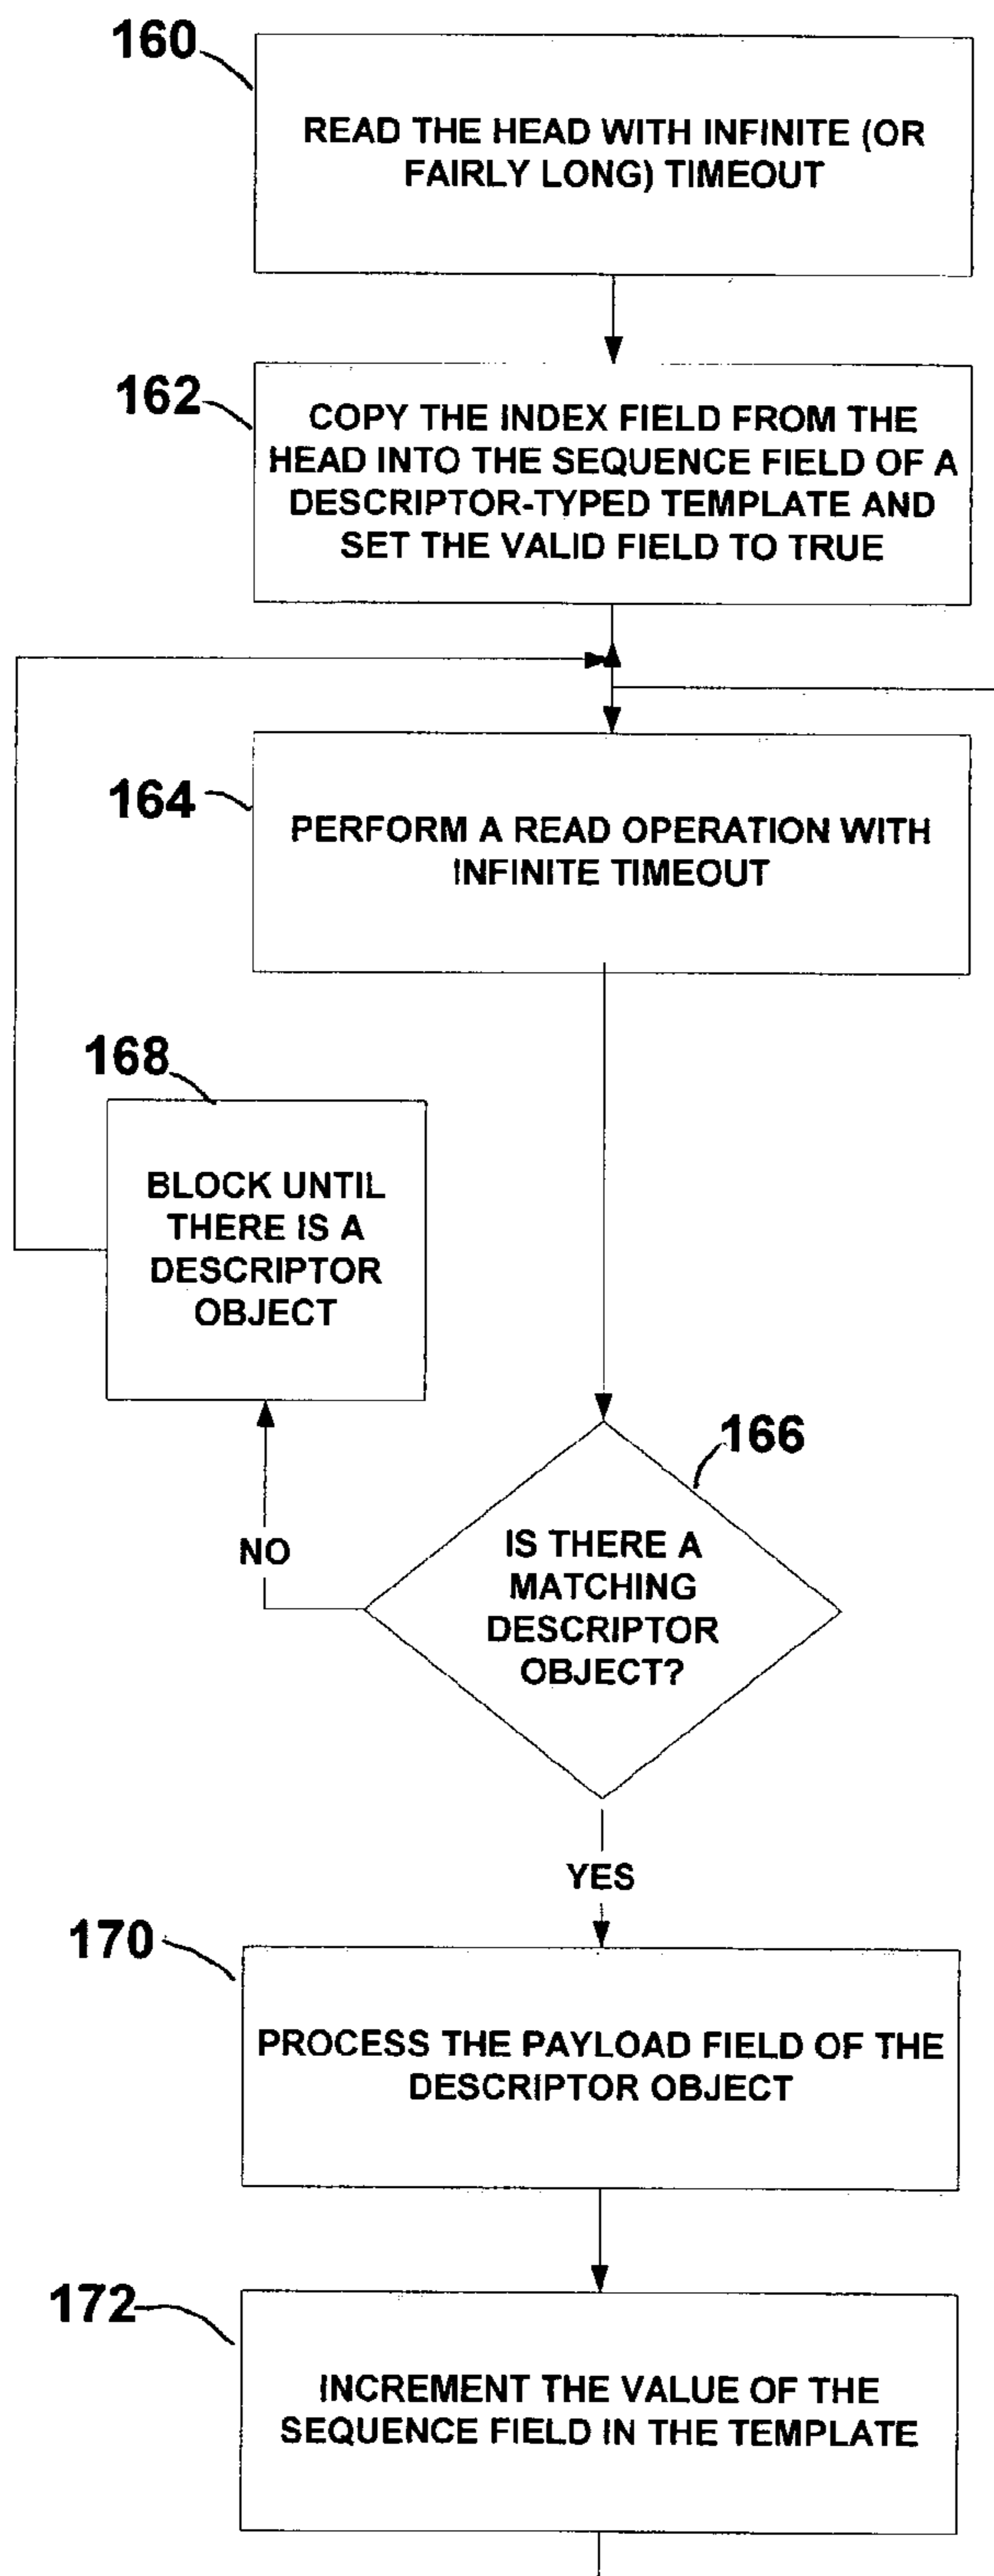 160
READ THE HEAD WITH INFINITE (OR
FAIRLY LONG) TIMEOUT
162
COPY THE INDEX FIELD FROM THE
HEAD INTO THE SEQUENCE FIELD OF A
DESCRIPTOR-TYPED TEMPLATE AND
SET THE VALID FIELD TO TRUE
164
PERFORM A READ OPERATION WITH
INFINITE TIMEOUT
168
BLOCK UNTIL
THERE IS A
DESCRIPTOR
OBJECT
166
IS THERE A
MATCHING
DESCRIPTOR
OBJECT?
NO
YES
170
PROCESS THE PAYLOAD FIELD OF THE
DESCRIPTOR OBJECT
172
INCREMENT THE VALUE OF THE
SEQUENCE FIELD IN THE TEMPLATE